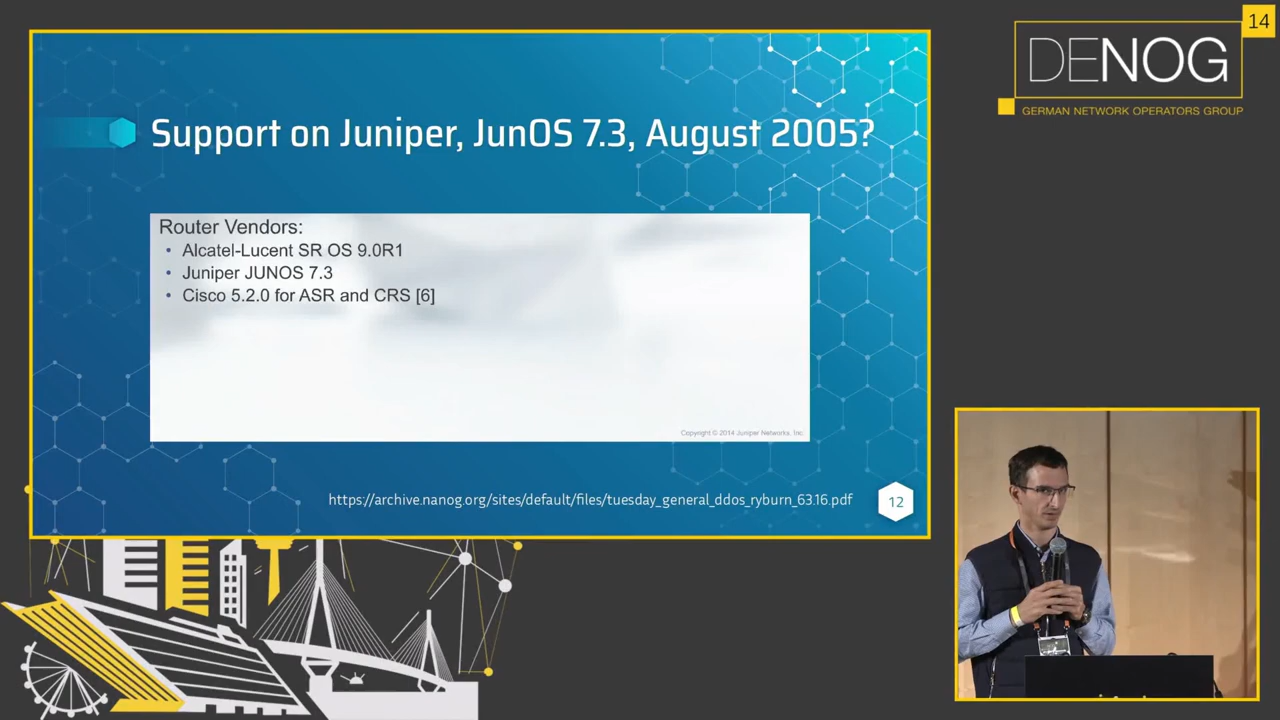 Support on Juniper, JunOS 7.3, August 2005?
Router Vendors:
• Alcatel-Lucent SR OS 9.0R1
• Juniper JUNOS 7.3
• Cisco 5.2.0 for ASR and CRS [6]
Copyright © 2014 Juniper Networks, Inc.
https://archive.nanog.org/sites/default/files/tuesday_general_ddos_ryburn_63.16.pdf
12
14
DENOG
GERMAN NETWORK OPERATORS GROUP